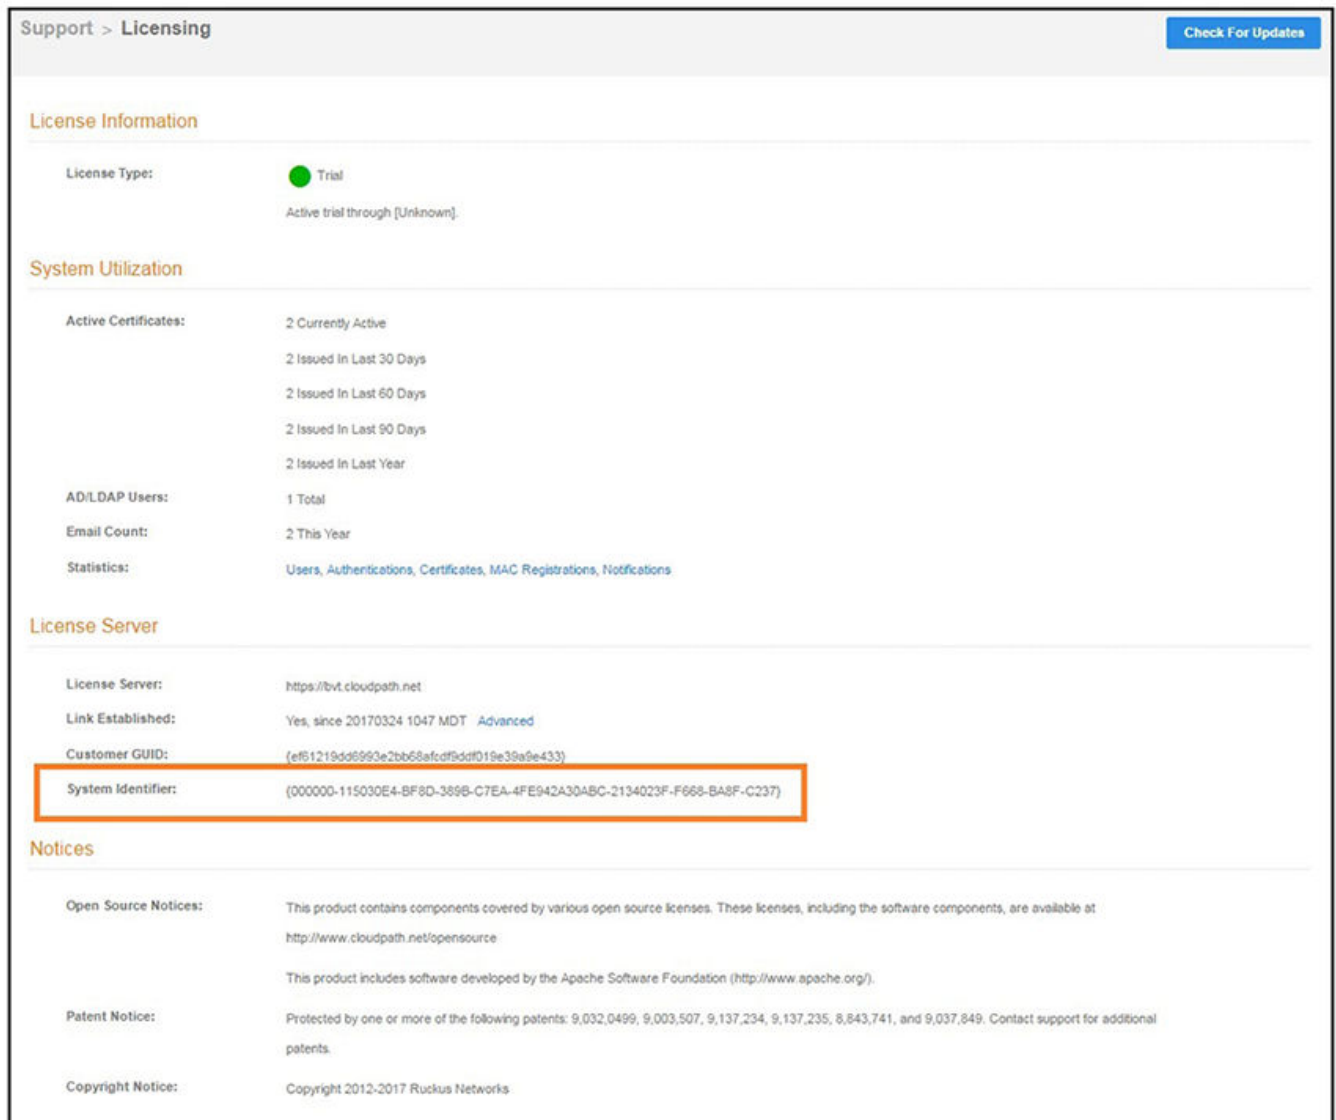 Support > Licensing
Check For Updates
License Information
License Type:
Trial
Active trial through [Unknown].
System Utilization
Active Certificates:
2 Currently Active
2 Issued In Last 30 Days
2 Issued In Last 60 Days
2 Issued In Last 90 Days
2 Issued In Last Year
AD/LDAP Users:
1 Total
Email Count:
2 This Year
Statistics:
Users, Authentications, Certificates, MAC Registrations, Notifications
License Server
License Server:
https://bvt.cloudpath.net
Link Established:
Yes, since 20170324 1047 MDT Advanced
Customer GUID:
{ef61219dd6993e2bb68afcdf9ddf019e39a9e433}
System Identifier:
{000000-115030E4-BF8D-389B-C7EA-4FE942A30ABC-2134023F-F668-BA8F-C237}
Notices
Open Source Notices:
This product contains components covered by various open source licenses. These licenses, including the software components, are available at
http://www.cloudpath.net/opensource
This product includes software developed by the Apache Software Foundation (http://www.apache.org/).
Patent Notice:
Protected by one or more of the following patents: 9,032,0499, 9,003,507, 9,137,234, 9,137,235, 8,843,741, and 9,037,849. Contact support for additional
patents.
Copyright Notice:
Copyright 2012-2017 Ruckus Networks